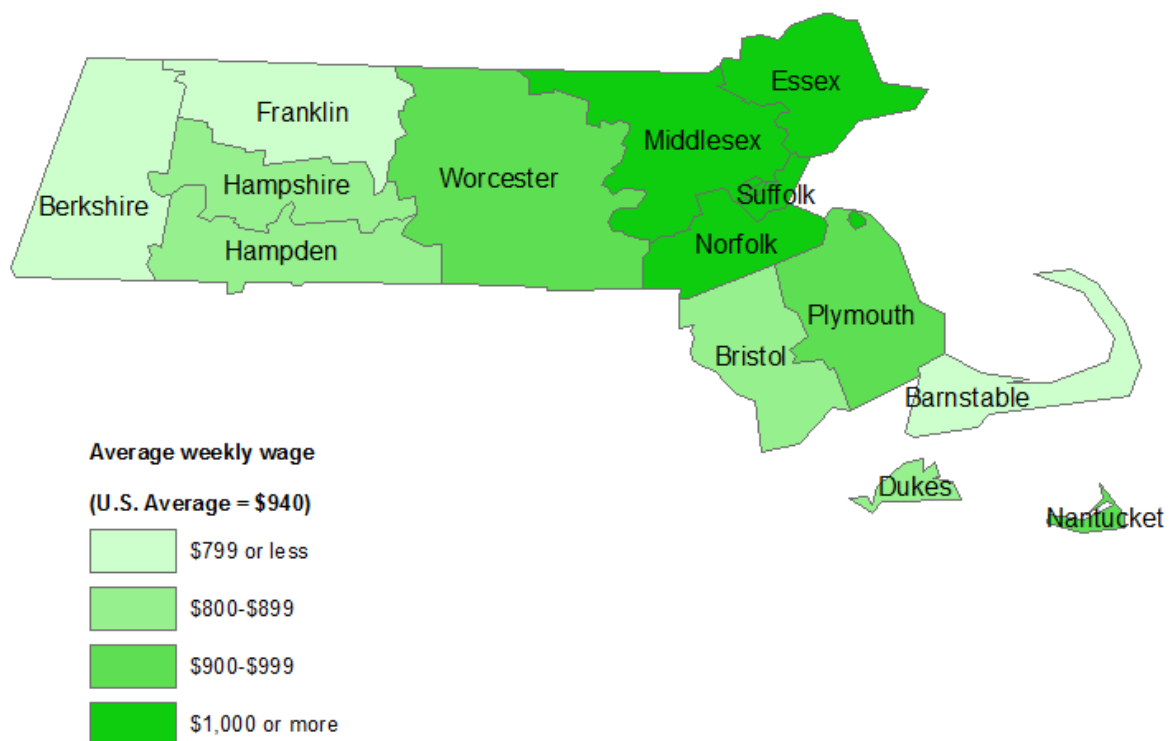 Essex
Franklin
Middlesex
Hampshire
Worcester
Suffolk
Berkshire
Norfolk
Hampden
Plymouth
Bristol
Barnstable
Dukes
Nantucket
Average weekly wage
(U.S. Average = $940)
$799 or less
$800-$899
$900-$999
$1,000 or more